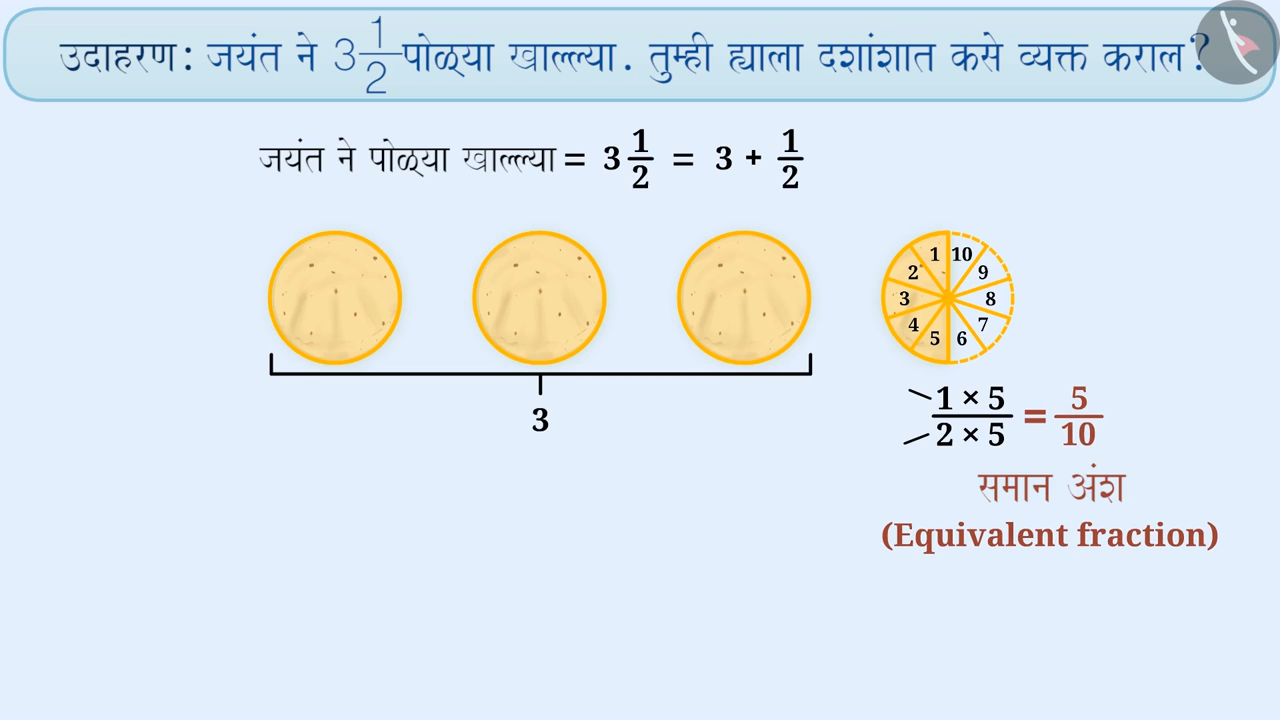 उदाहरण: जयंत ने 3 1/2 पोळ्या खाल्ल्या. तुम्ही ह्याला दशांशात कसे व्यक्त कराल?
जयंत ने पोळ्या खाल्ल्या = 3 1/2 = 3 + 1/2
1 2 3 4 5 6 7 8 9 10
3
1 × 5 / 2 × 5 = 5/10
समान अंश
(Equivalent fraction)